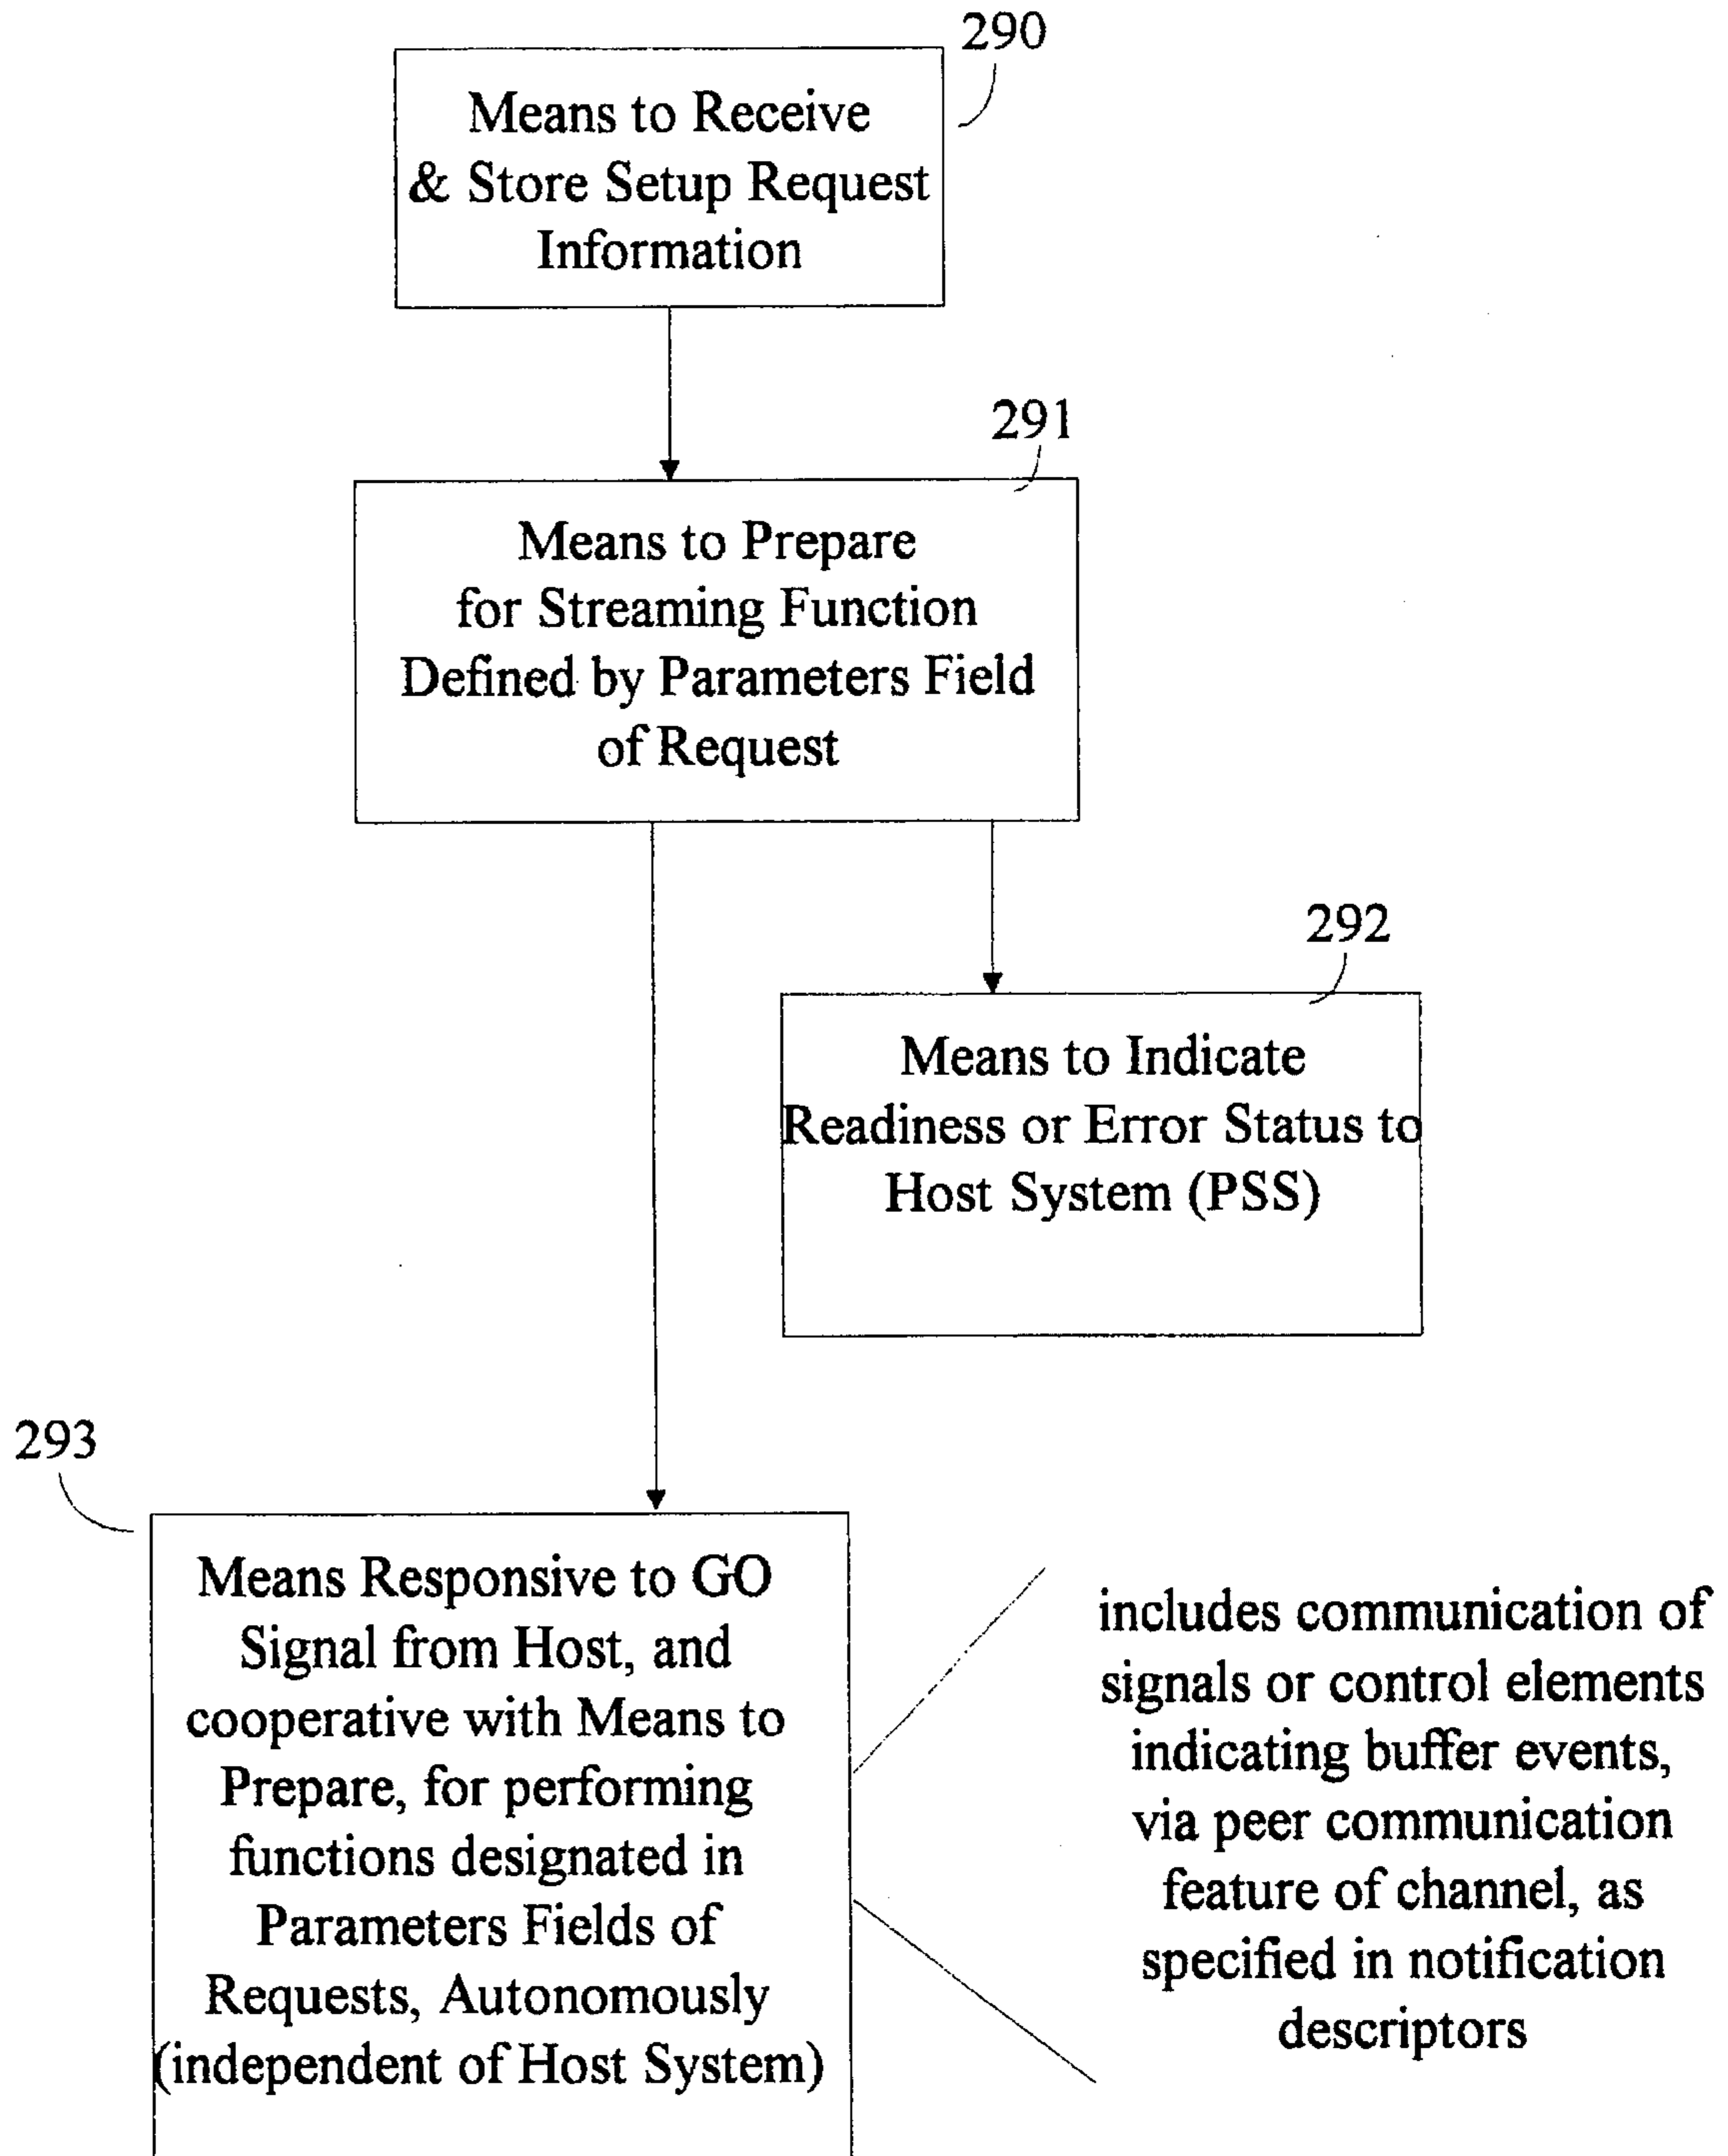 290
Means to Receive
& Store Setup Request
Information
291
Means to Prepare
for Streaming Function
Defined by Parameters Field
of Request
292
Means to Indicate
Readiness or Error Status to
Host System (PSS)
293
Means Responsive to GO
Signal from Host, and
cooperative with Means to
Prepare, for performing
functions designated in
Parameters Fields of
Requests, Autonomously
(independent of Host System)
includes communication of
signals or control elements
indicating buffer events,
via peer communication
feature of channel, as
specified in notification
descriptors